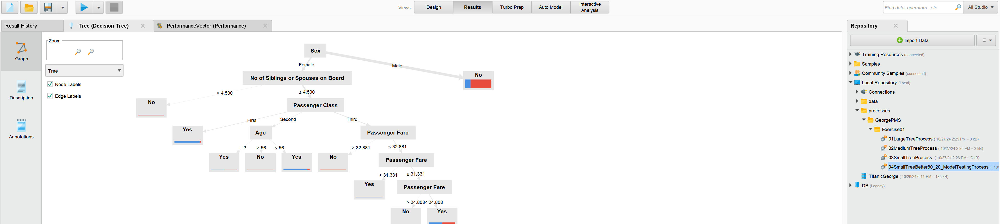 Views:
Design
Results
Turbo Prep
Auto Model
Interactive
Analysis
Find data, operators...etc
All Studio
Result History
Tree (Decision Tree)
PerformanceVector (Performance)
Repository
Graph
Description
Annotations
Zoom
Tree
Node Labels
Edge Labels
Sex
Female
Male
No of Siblings or Spouses on Board
No
> 4.500
≤ 4.500
No
Passenger Class
First
Second
Third
Yes
Age
Passenger Fare
= ?
> 56
≤ 56
> 32.881
≤ 32.881
Yes
No
Yes
No
Passenger Fare
> 31.331
≤ 31.331
Yes
Passenger Fare
> 24.808
≤ 24.808
No
Yes
Import Data
Training Resources (connected)
Samples
Community Samples (connected)
Local Repository (Local)
Connections
data
processes
GeorgePMS
Exercise01
01LargeTreeProcess ( 10/27/24 2:25 PM – 3 kB)
02MediumTreeProcess ( 10/27/24 2:25 PM – 3 kB)
03SmallTreeProcess ( 10/27/24 2:26 PM – 3 kB)
04SmallTreeBetter80_20_ModelTestingProcess ( 10/
TitanicGeorge ( 10/26/24 6:11 PM – 185 kB)
DB (Legacy)